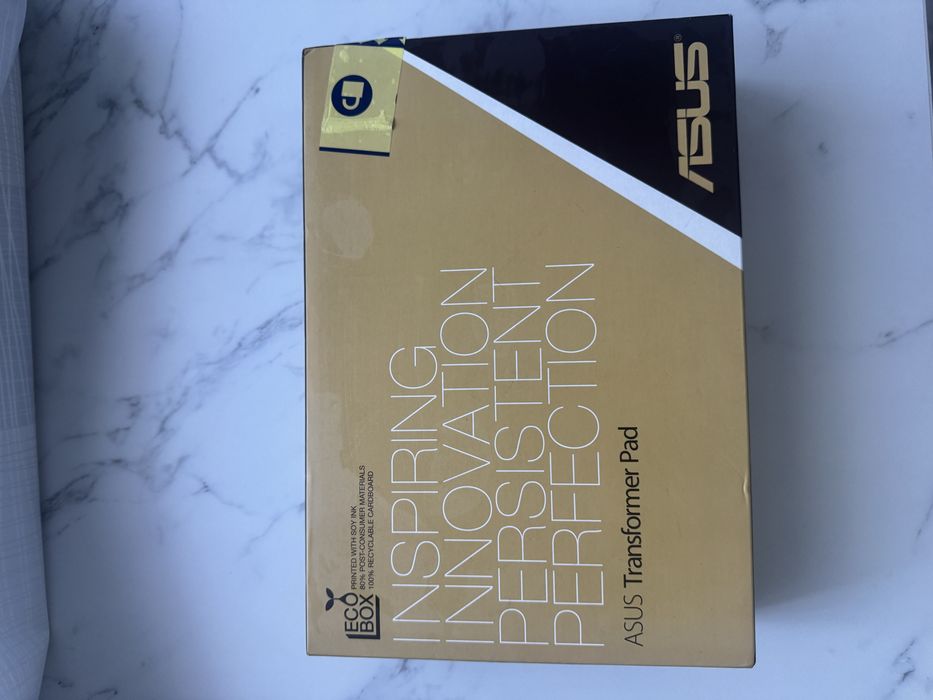 ECO
BOX
PRINTED WITH SOY INK
80% POST-CONSUMER MATERIALS
100% RECYCLABLE CARDBOARD
INSPIRING
INNOVATION
PERSISTENT
PERFECTION
ASUS Transformer Pad
ASUS®